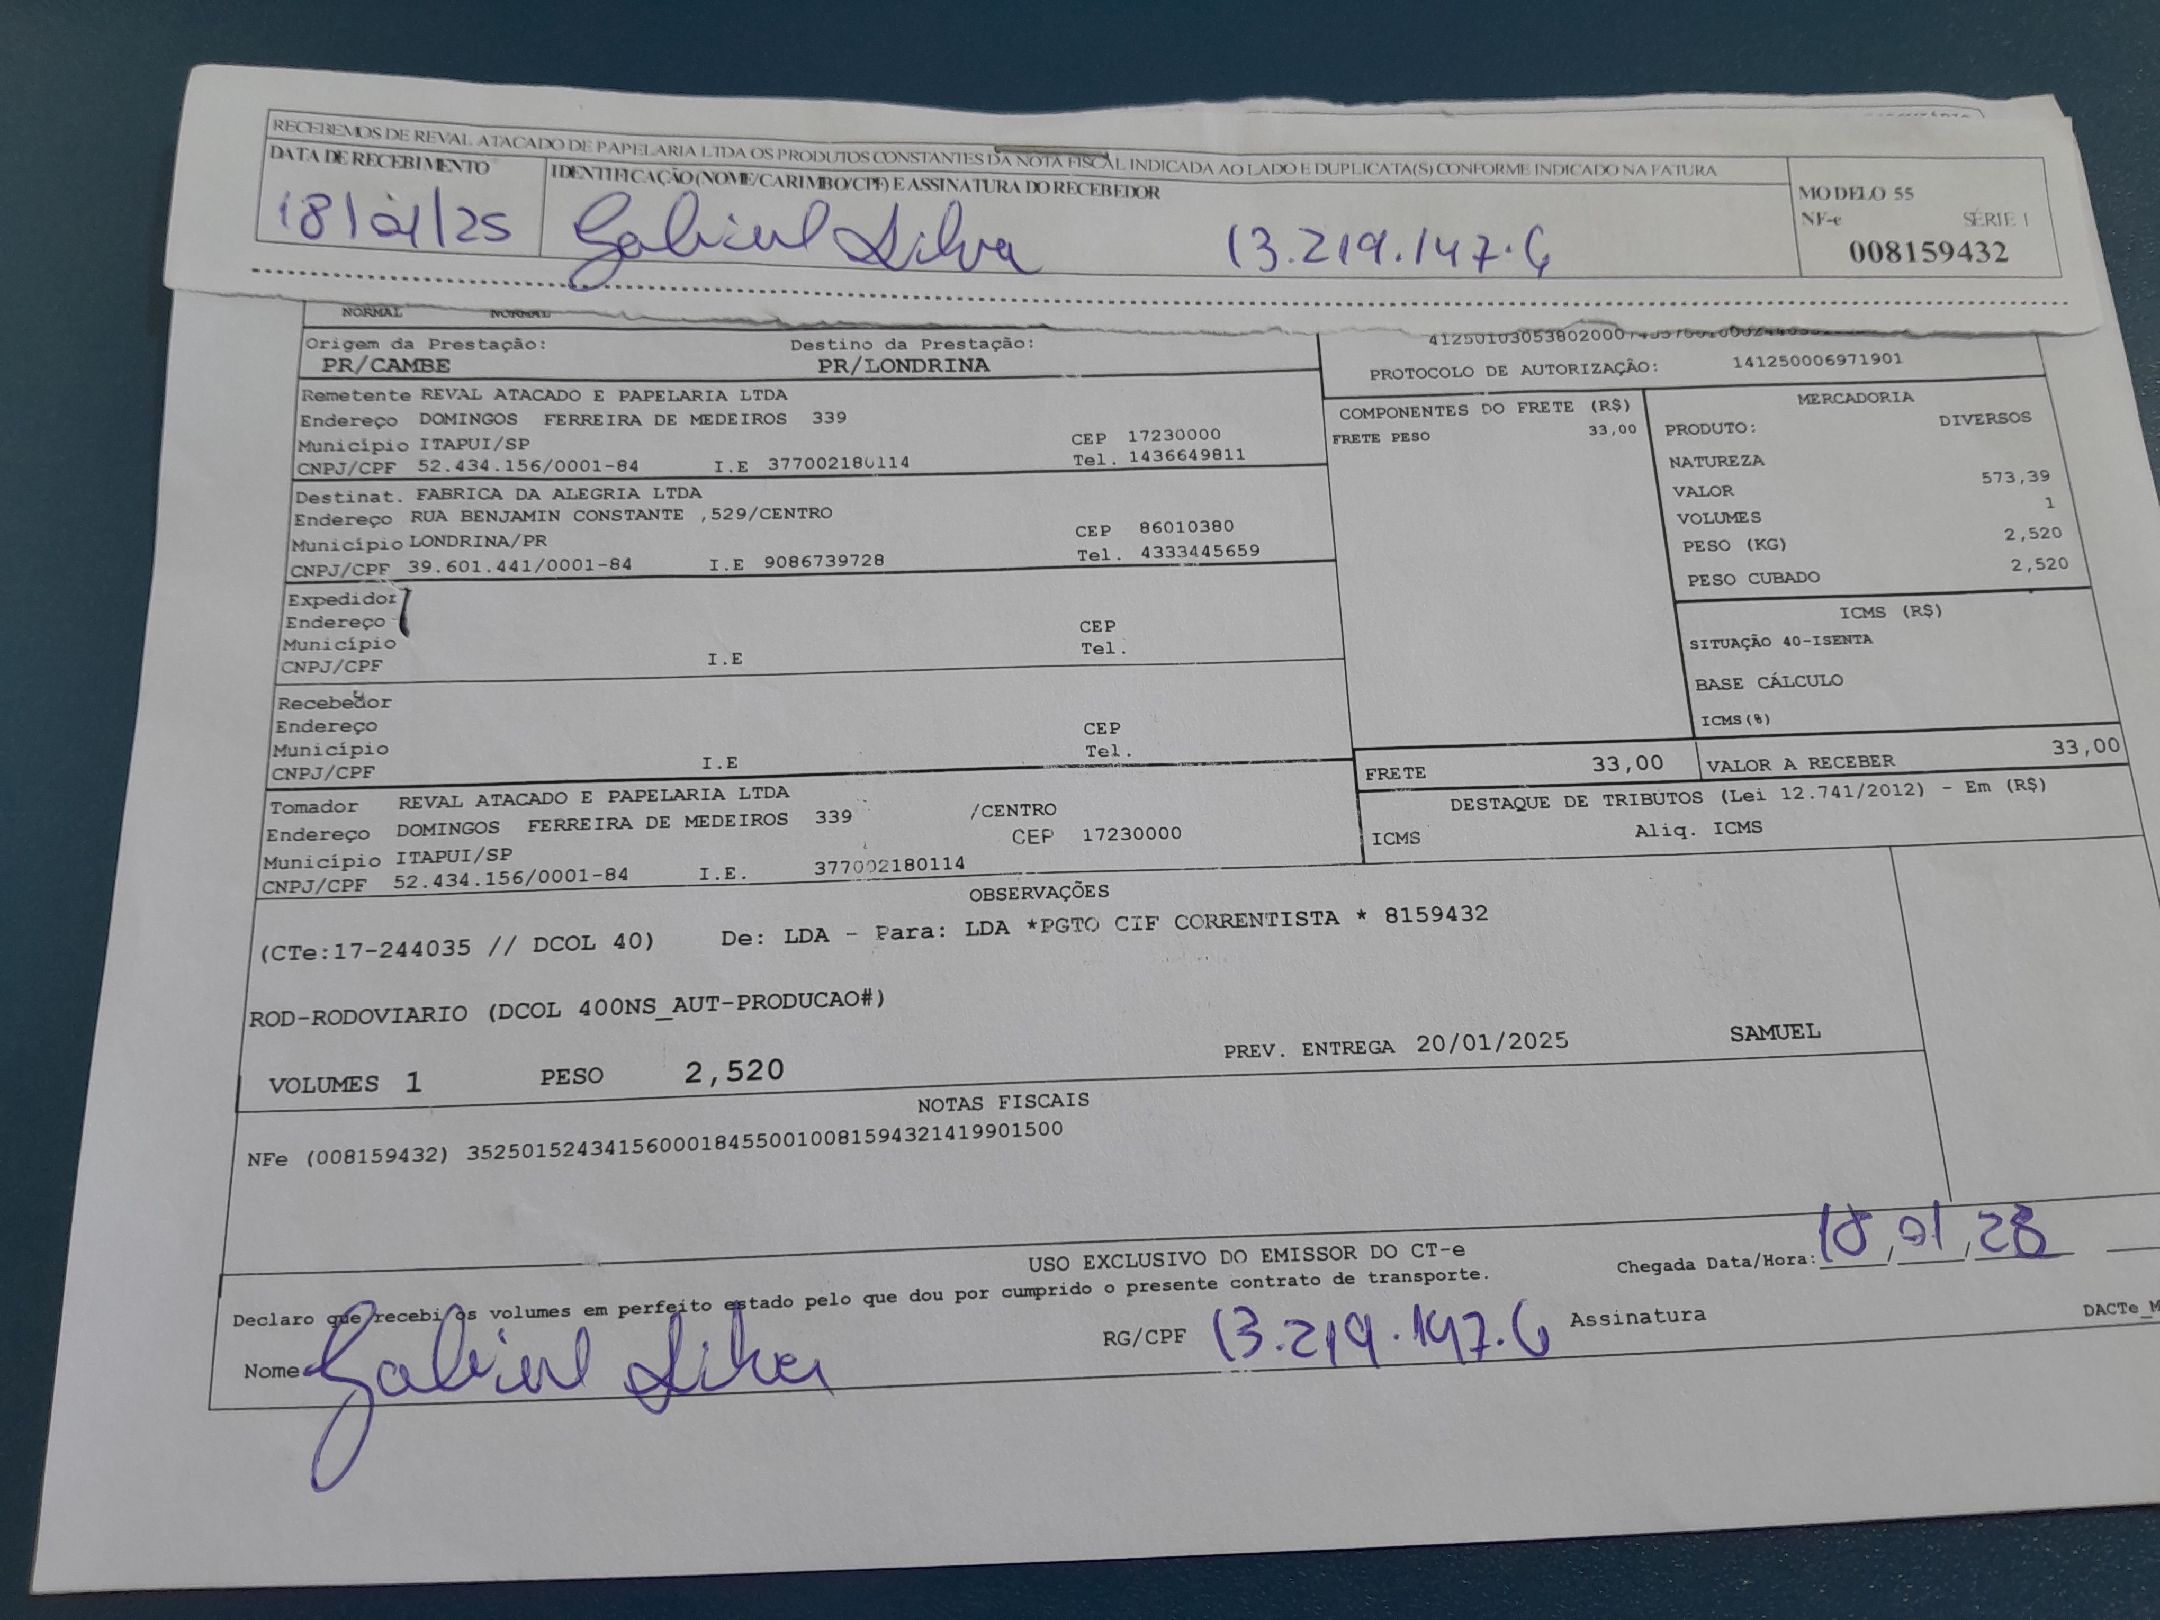 RECEBEMOS DE REVAL ATACADO DE PAPELARIA LTDA OS PRODUTOS CONSTANTES DA NOTA FISCAL INDICADA AO LADO E DUPLICATA(S) CONFORME INDICADO NA FATURA
DATA DE RECEBIMENTO
IDENTIFICAÇÃO (NOME/CARIMBO/CPF) E ASSINATURA DO RECEBEDOR
18/01/25
Gabriel Silva 13.219.147.6
MODELO 55
NF-e SÉRIE 1
008159432
NORMAL NORMAL
Origem da Prestação: Destino da Prestação:
PR/CAMBE PR/LONDRINA
PROTOCOLO DE AUTORIZAÇÃO: 141250006971901
Remetente REVAL ATACADO E PAPELARIA LTDA
Endereço DOMINGOS FERREIRA DE MEDEIROS 339
Município ITAPUI/SP CEP 17230000
CNPJ/CPF 52.434.156/0001-84 I.E 377002180114 Tel. 1436649811
Destinat. FABRICA DA ALEGRIA LTDA
Endereço RUA BENJAMIN CONSTANTE ,529/CENTRO
Município LONDRINA/PR CEP 86010380
CNPJ/CPF 39.601.441/0001-84 I.E 9086739728 Tel. 4333445659
Expedidor
Endereço
Município CEP
CNPJ/CPF I.E Tel.
Recebedor
Endereço
Município CEP
CNPJ/CPF I.E Tel.
Tomador REVAL ATACADO E PAPELARIA LTDA
Endereço DOMINGOS FERREIRA DE MEDEIROS 339 /CENTRO
Município ITAPUI/SP CEP 17230000
CNPJ/CPF 52.434.156/0001-84 I.E. 377002180114
COMPONENTES DO FRETE (R$)
FRETE PESO 33,00
MERCADORIA
PRODUTO: DIVERSOS
NATUREZA
VALOR 573,39
VOLUMES 1
PESO (KG) 2,520
PESO CUBADO 2,520
ICMS (R$)
SITUAÇÃO 40-ISENTA
BASE CÁLCULO
ICMS(%)
FRETE 33,00 VALOR A RECEBER 33,00
DESTAQUE DE TRIBUTOS (Lei 12.741/2012) - Em (R$)
ICMS Aliq. ICMS
OBSERVAÇÕES
(CTe:17-244035 // DCOL 40) De: LDA - Para: LDA *PGTO CIF CORRENTISTA * 8159432
ROD-RODOVIARIO (DCOL 400NS_AUT-PRODUCAO#)
VOLUMES 1 PESO 2,520 PREV. ENTREGA 20/01/2025 SAMUEL
NOTAS FISCAIS
NFe (008159432) 35250152434156000184550010081594321419901500
USO EXCLUSIVO DO EMISSOR DO CT-e
Declaro que recebi os volumes em perfeito estado pelo que dou por cumprido o presente contrato de transporte.
Chegada Data/Hora: 18,01,25
Nome Gabriel Silva RG/CPF 13.219.147.6 Assinatura
DACTe_M